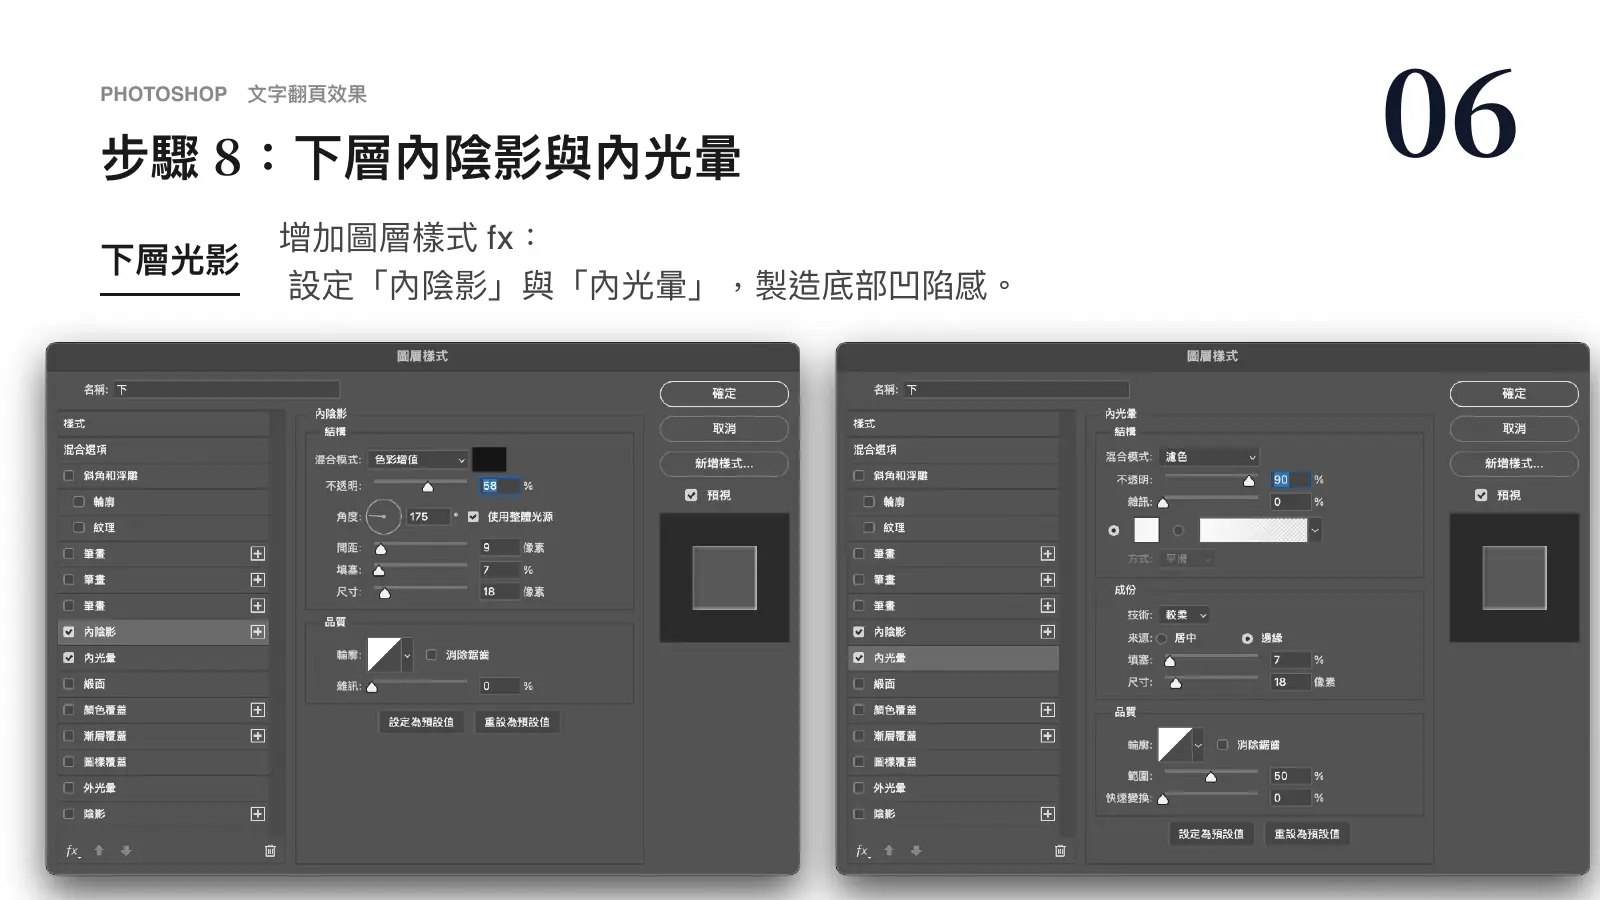 PHOTOSHOP 文字翻頁效果
06
步驟 8：下層內陰影與內光暈
下層光影
增加圖層樣式 fx：
設定「內陰影」與「內光暈」，製造底部凹陷感。
圖層樣式
名稱: 下
樣式
混合選項
斜角和浮雕
輪廓
紋理
筆畫
筆畫
筆畫
內陰影
內光暈
緞面
顏色覆蓋
漸層覆蓋
圖樣覆蓋
外光暈
陰影
fx
內陰影
結構
混合模式: 色彩增值
不透明: 58 %
角度: 175 ° 使用整體光源
間距: 9 像素
填塞: 7 %
尺寸: 18 像素
品質
輪廓: 消除鋸齒
雜訊: 0 %
設定為預設值 重設為預設值
確定
取消
新增樣式...
預視
圖層樣式
名稱: 下
樣式
混合選項
斜角和浮雕
輪廓
紋理
筆畫
筆畫
筆畫
內陰影
內光暈
緞面
顏色覆蓋
漸層覆蓋
圖樣覆蓋
外光暈
陰影
fx
內光暈
結構
混合模式: 濾色
不透明: 90 %
雜訊: 0 %
方式: 平滑
成份
技術: 較柔
來源: 居中 邊緣
填塞: 7 %
尺寸: 18 像素
品質
輪廓: 消除鋸齒
範圍: 50 %
快速變換: 0 %
設定為預設值 重設為預設值
確定
取消
新增樣式...
預視